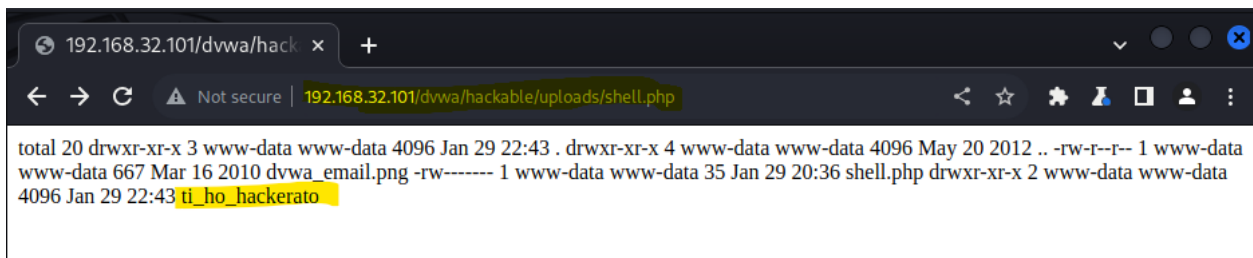 192.168.32.101/dvwa/hack
Not secure | 192.168.32.101/dvwa/hackable/uploads/shell.php
total 20 drwxr-xr-x 3 www-data www-data 4096 Jan 29 22:43 . drwxr-xr-x 4 www-data www-data 4096 May 20 2012 .. -rw-r--r-- 1 www-data
www-data 667 Mar 16 2010 dvwa_email.png -rw------- 1 www-data www-data 35 Jan 29 20:36 shell.php drwxr-xr-x 2 www-data www-data
4096 Jan 29 22:43 ti_ho_hackerato